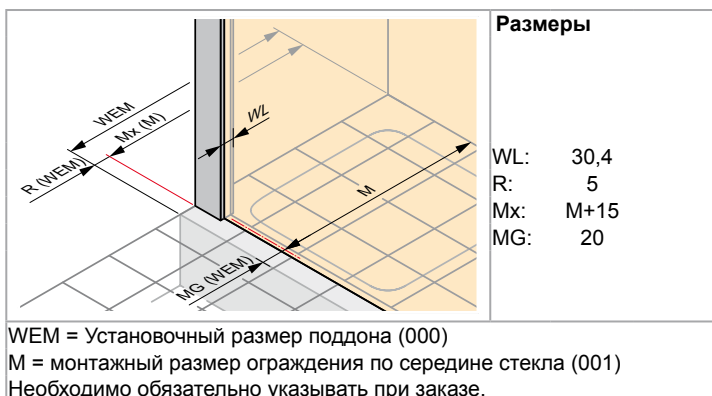 Размеры
WEM
Mx (M)
R (WEM)
WL
M
MG (WEM)
WL: 30,4
R: 5
Mx: M+15
MG: 20
WEM = Установочный размер поддона (000)
M = монтажный размер ограждения по середине стекла (001)
Необходимо обязательно указывать при заказе.